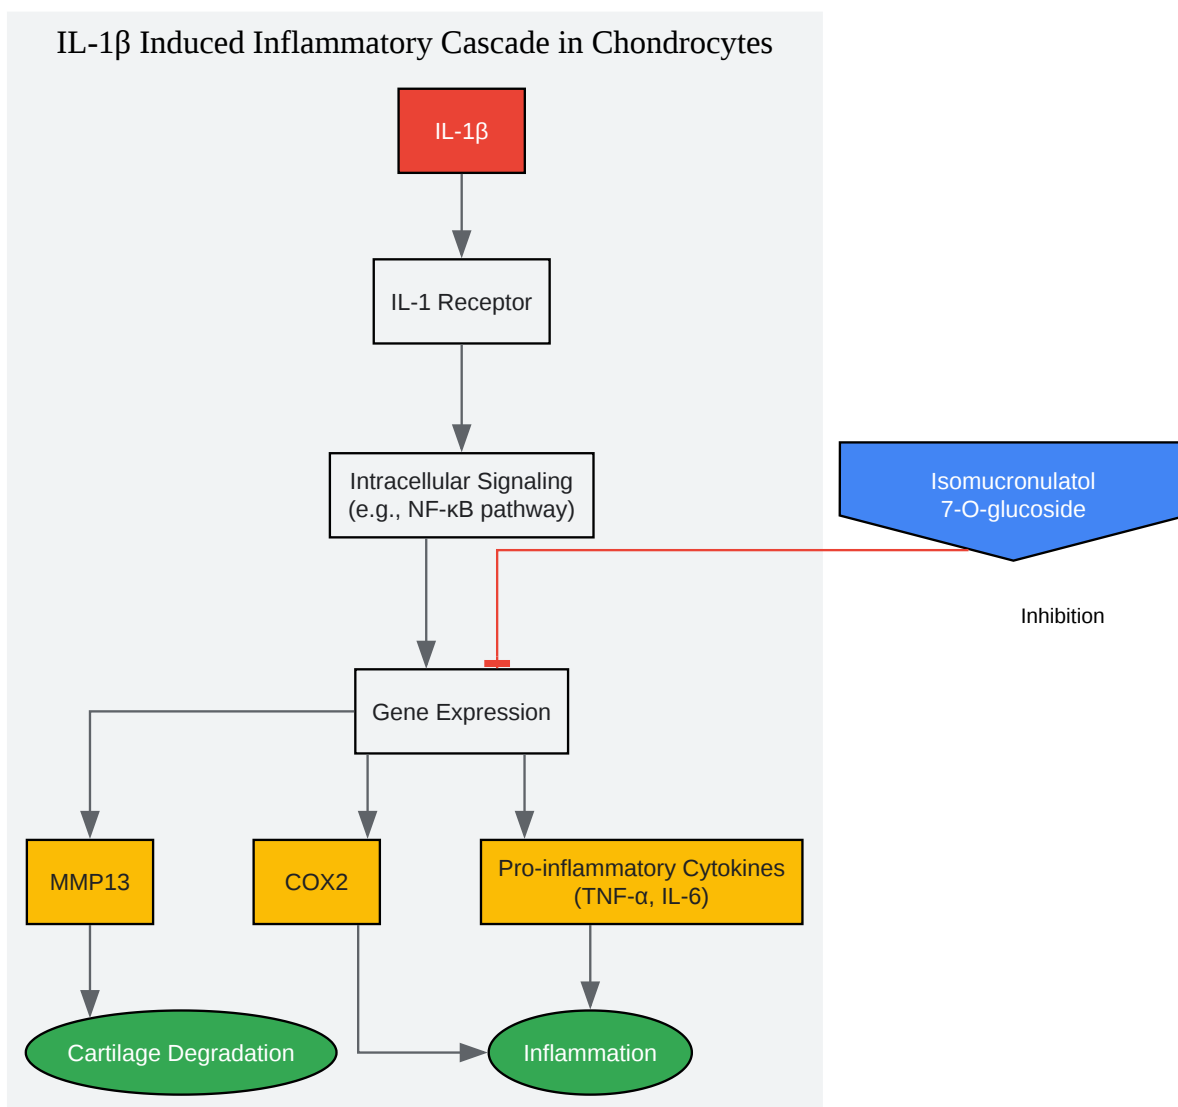 IL-1β Induced Inflammatory Cascade in Chondrocytes
IL-1β
IL-1 Receptor
Intracellular Signaling
(e.g., NF-κB pathway)
Isomucronulatol
7-O-glucoside
Inhibition
Gene Expression
MMP13
COX2
Pro-inflammatory Cytokines
(TNF-α, IL-6)
Cartilage Degradation
Inflammation